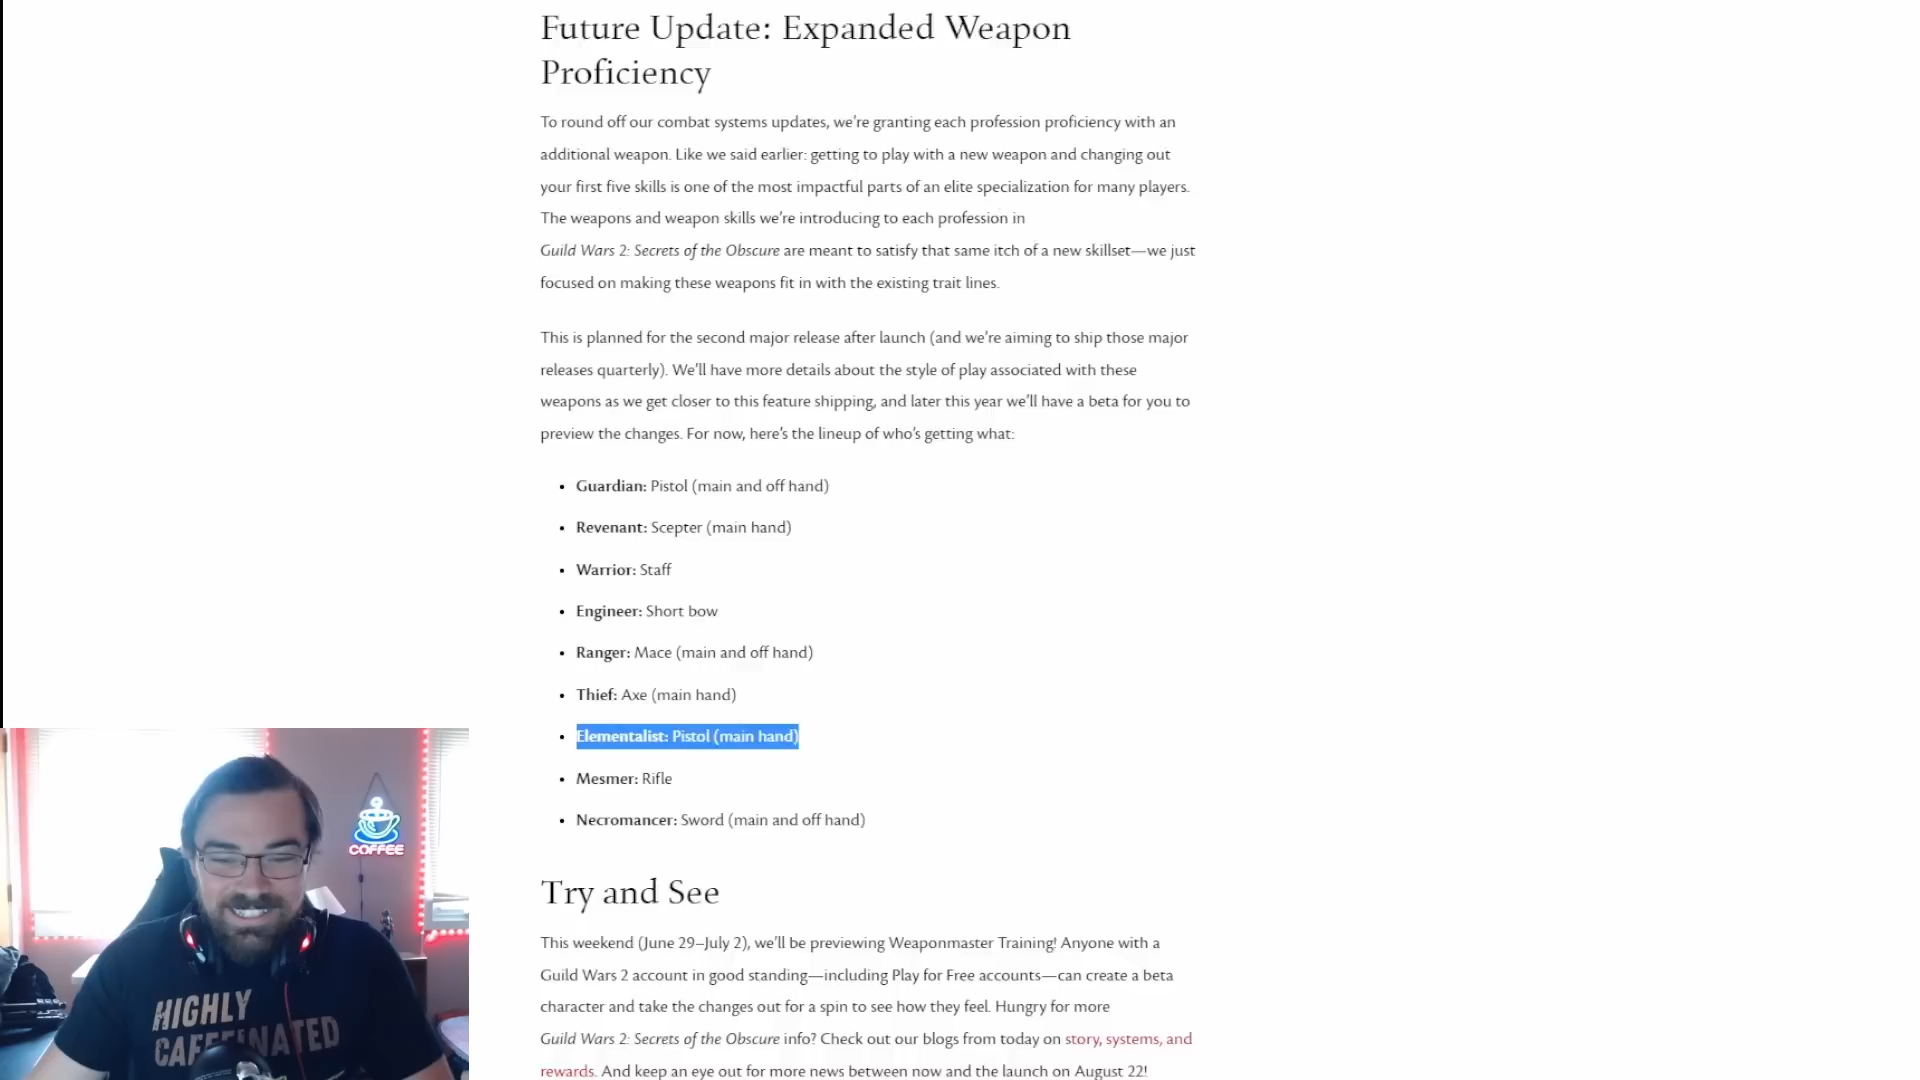 Future Update: Expanded Weapon
Proficiency
To round off our combat systems updates, we’re granting each profession proficiency with an
additional weapon. Like we said earlier: getting to play with a new weapon and changing out
your first five skills is one of the most impactful parts of an elite specialization for many players.
The weapons and weapon skills we’re introducing to each profession in
Guild Wars 2: Secrets of the Obscure are meant to satisfy that same itch of a new skillset—we just
focused on making these weapons fit in with the existing trait lines.
This is planned for the second major release after launch (and we’re aiming to ship those major
releases quarterly). We’ll have more details about the style of play associated with these
weapons as we get closer to this feature shipping, and later this year we’ll have a beta for you to
preview the changes. For now, here’s the lineup of who’s getting what:
• Guardian: Pistol (main and off hand)
• Revenant: Scepter (main hand)
• Warrior: Staff
• Engineer: Short bow
• Ranger: Mace (main and off hand)
• Thief: Axe (main hand)
• Elementalist: Pistol (main hand)
• Mesmer: Rifle
• Necromancer: Sword (main and off hand)
Try and See
This weekend (June 29–July 2), we’ll be previewing Weaponmaster Training! Anyone with a
Guild Wars 2 account in good standing—including Play for Free accounts—can create a beta
character and take the changes out for a spin to see how they feel. Hungry for more
Guild Wars 2: Secrets of the Obscure info? Check out our blogs from today on story, systems, and
rewards. And keep an eye out for more news between now and the launch on August 22!
COFFEE
HIGHLY
CAFFEINATED